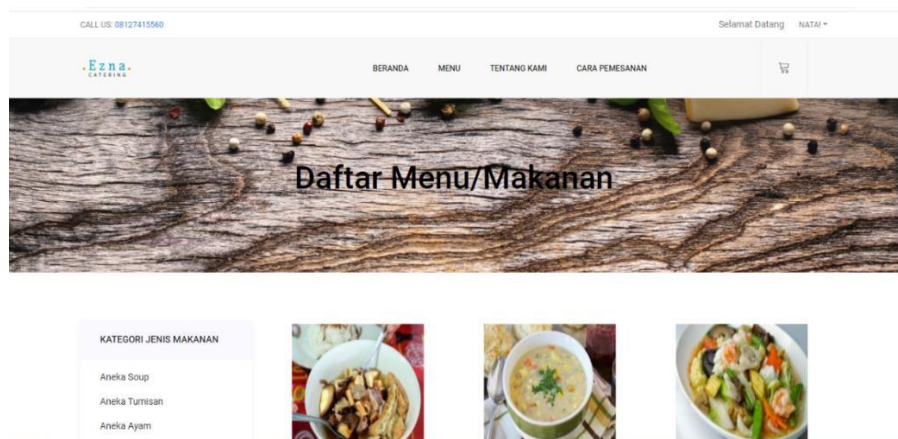 CALL US: 08127415560
Selamat Datang NATAI
.Ezna.
CATERING
BERANDA MENU TENTANG KAMI CARA PEMESANAN
Daftar Menu/Makanan
KATEGORI JENIS MAKANAN
Aneka Soup
Aneka Tumisan
Aneka Ayam